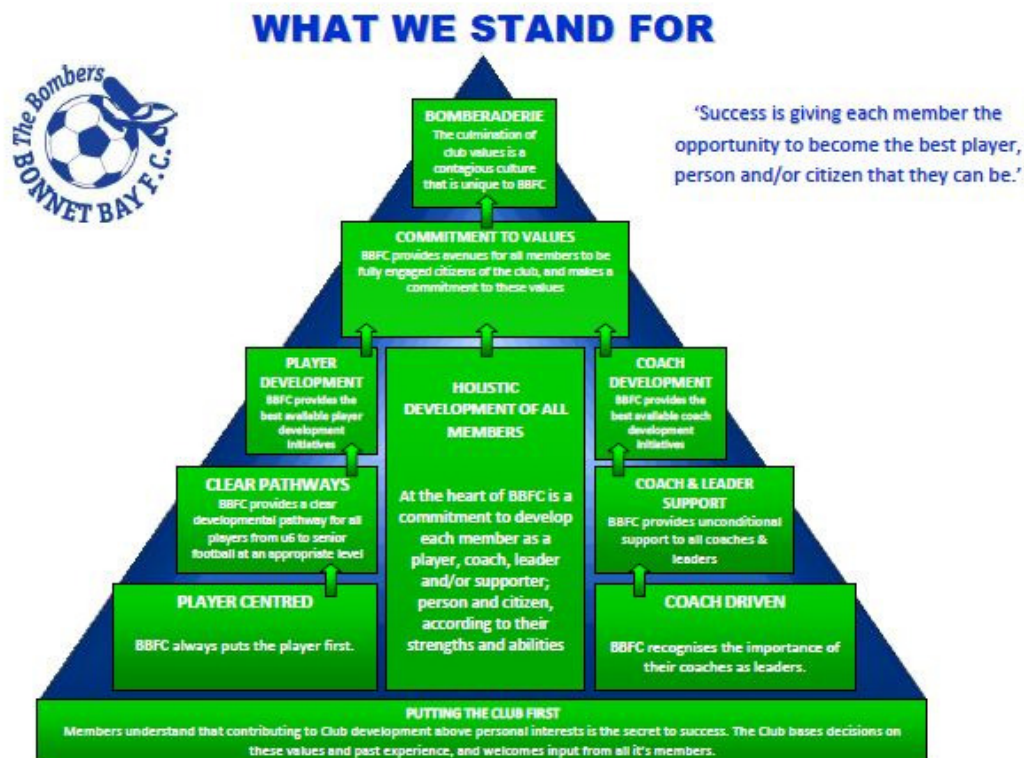 WHAT WE STAND FOR
The Bombers
BONNET BAY F.C.
'Success is giving each member the
opportunity to become the best player,
person and/or citizen that they can be.'
BOMBERADERIE
The culmination of
club values is a
contagious culture
that is unique to BBFC
COMMITMENT TO VALUES
BBFC provides avenues for all members to be
fully engaged citizens of the club, and makes a
commitment to these values
PLAYER
DEVELOPMENT
BBFC provides the
best available player
development
initiatives
HOLISTIC
DEVELOPMENT OF ALL
MEMBERS
At the heart of BBFC is a
commitment to develop
each member as a
player, coach, leader
and/or supporter;
person and citizen,
according to their
strengths and abilities
COACH
DEVELOPMENT
BBFC provides the
best available coach
development
initiatives
CLEAR PATHWAYS
BBFC provides a clear
developmental pathway for all
players from u6 to senior
football at an appropriate level
COACH & LEADER
SUPPORT
BBFC provides unconditional
support to all coaches &
leaders
PLAYER CENTRED
BBFC always puts the player first.
COACH DRIVEN
BBFC recognises the importance of
their coaches as leaders.
PUTTING THE CLUB FIRST
Members understand that contributing to Club development above personal interests is the secret to success. The Club bases decisions on
these values and past experience, and welcomes input from all it's members.